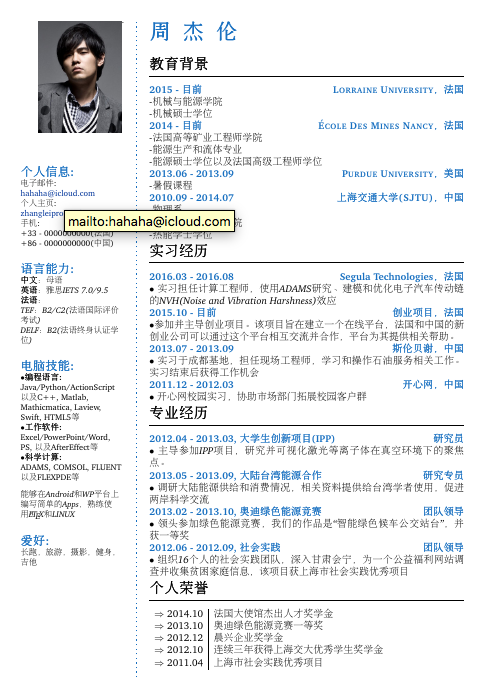 周 杰 伦
教育背景
2015 - 目前 Lorraine University, 法国
-机械与能源学院
-机械硕士学位
2014 - 目前 École Des Mines Nancy, 法国
-法国高等矿业工程师学院
-能源生产和流体专业
-能源硕士学位以及法国高级工程师学位
2013.06 - 2013.09 Purdue University, 美国
-暑假课程
2010.09 - 2014.07 上海交通大学(SJTU), 中国
-物理系
院
-热能学士学位
实习经历
2016.03 - 2016.08 Segula Technologies, 法国
● 实习担任计算工程师，使用ADAMS研究、建模和优化电子汽车传动链
的NVH(Noise and Vibration Harshness)效应
2015.10 - 目前 创业项目, 法国
●参加并主导创业项目。该项目旨在建立一个在线平台，法国和中国的新
创业公司可以通过这个平台相互交流并合作，平台为其提供相关帮助。
2013.07 - 2013.09 斯伦贝谢, 中国
● 实习于成都基地，担任现场工程师，学习和操作石油服务相关工作。
实习结束后获得工作机会
2011.12 - 2012.03 开心网, 中国
● 开心网校园实习，协助市场部门拓展校园客户群
专业经历
2012.04 - 2013.03, 大学生创新项目(IPP) 研究员
● 主导参加IPP项目，研究并可视化激光等离子体在真空环境下的聚焦
点。
2013.05 - 2013.09, 大陆台湾能源合作 研究专员
● 调研大陆能源供给和消费情况，相关资料提供给台湾学者使用，促进
两岸科学交流
2013.02 - 2013.10, 奥迪绿色能源竞赛 团队领导
● 领头参加绿色能源竞赛，我们的作品是“智能绿色候车公交站台”，并
获一等奖
2012.06 - 2012.09, 社会实践 团队领导
● 组织16个人的社会实践团队，深入甘肃会宁，为一个公益福利网站调
查并收集贫困家庭信息，该项目获上海市社会实践优秀项目
个人荣誉
⇒ 2014.10 法国大使馆杰出人才奖学金
⇒ 2013.10 奥迪绿色能源竞赛一等奖
⇒ 2012.12 晨兴企业奖学金
⇒ 2012.10 连续三年获得上海交大优秀学生奖学金
⇒ 2011.04 上海市社会实践优秀项目
个人信息:
电子邮件:
hahaha@icloud.com
个人主页:
zhangleipro
mailto:hahaha@icloud.com
手机:
+33 - 0000000000(法国)
+86 - 0000000000(中国)
语言能力:
中文: 母语
英语: 雅思IETS 7.0/9.5
法语:
TEF: B2/C2(法语国际评价
考试)
DELF: B2(法语终身认证学
位)
电脑技能:
●编程语言:
Java/Python/ActionScript
以及C++, Matlab,
Mathicmatica, Laview,
Swift, HTML5等
●工作软件:
Excel/PowerPoint/Word,
PS, 以及AfterEffect等
●科学计算:
ADAMS, COMSOL, FLUENT
以及FLEXPDE等
能够在Android和WP平台上
编写简单的Apps，熟练使
用LATEX和LINUX
爱好:
长跑，旅游，摄影，健身，
吉他